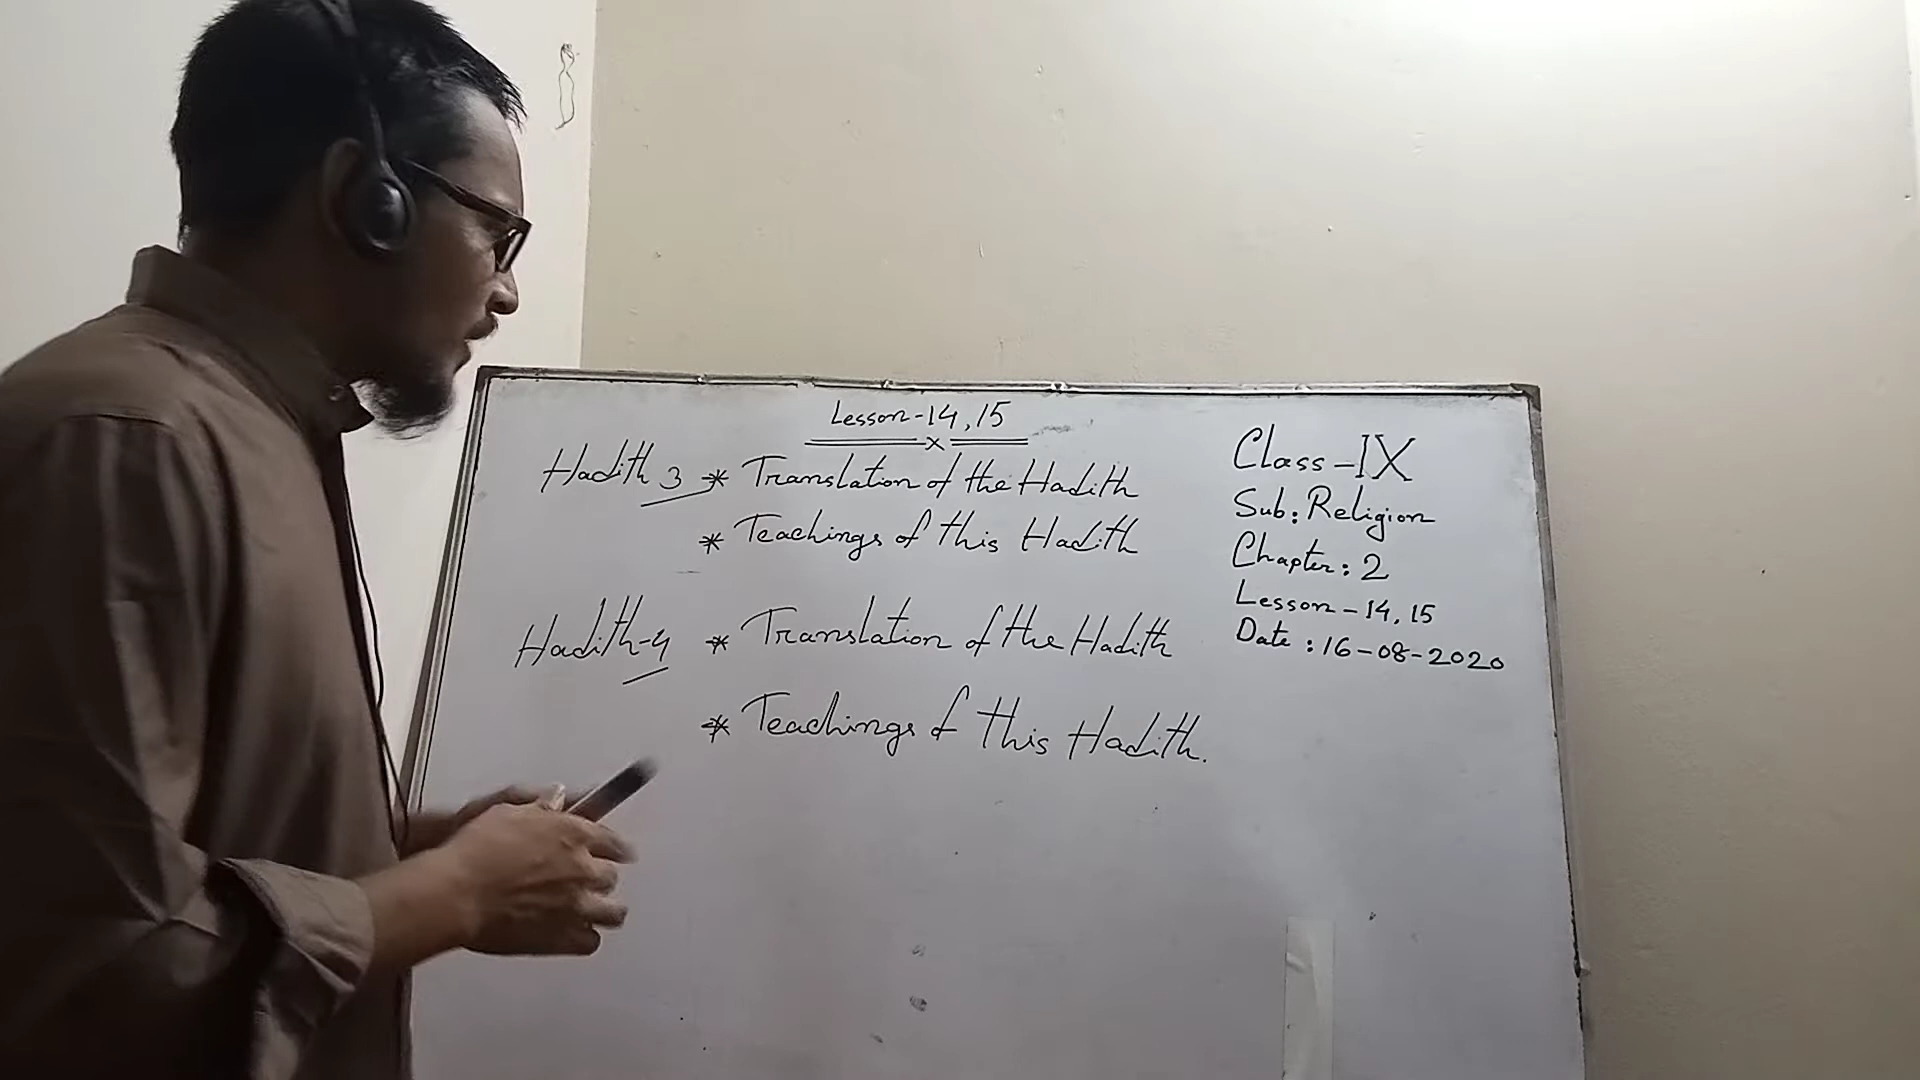 Lesson-14,15
x
Hadith 3 * Translation of the Hadith
* Teachings of this Hadith
Hadith-4 * Translation of the Hadith
* Teachings of this Hadith.
Class-IX
Sub: Religion
Chapter: 2
Lesson-14,15
Date: 16-08-2020